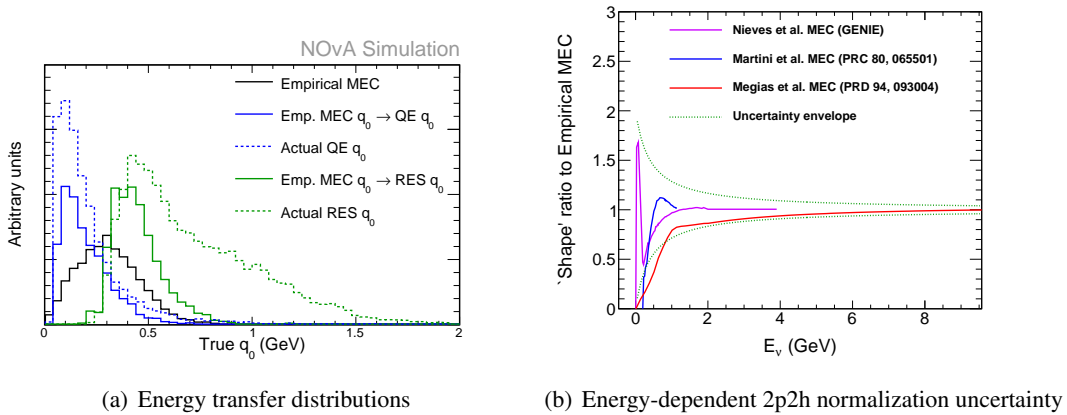 NOvA Simulation
Empirical MEC
Emp. MEC q0 → QE q0
Actual QE q0
Emp. MEC q0 → RES q0
Actual RES q0
Arbitrary units
0 0.5 1 1.5 2
True q0 (GeV)
(a) Energy transfer distributions
3
2.5
2
1.5
1
0.5
0
`Shape' ratio to Empirical MEC
Nieves et al. MEC (GENIE)
Martini et al. MEC (PRC 80, 065501)
Megias et al. MEC (PRD 94, 093004)
Uncertainty envelope
0 2 4 6 8
Eν (GeV)
(b) Energy-dependent 2p2h normalization uncertainty